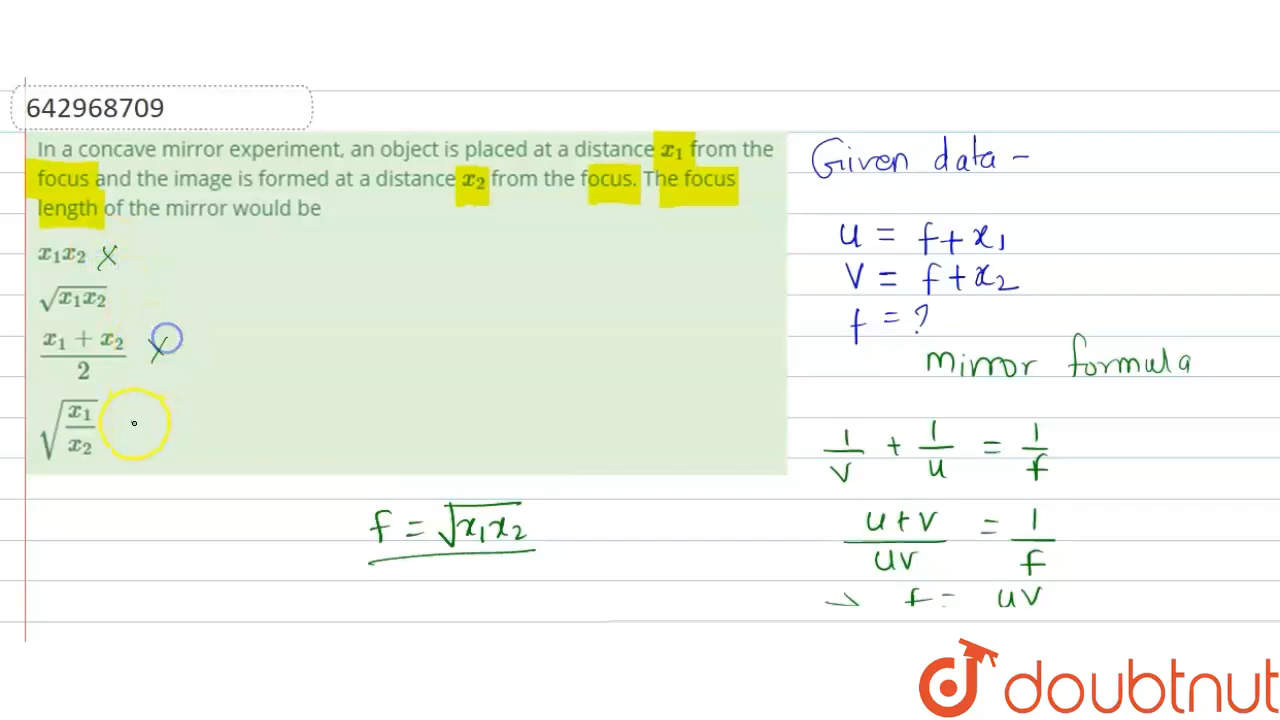 642968709
In a concave mirror experiment, an object is placed at a distance x₁ from the
focus and the image is formed at a distance x₂ from the focus. The focus
length of the mirror would be
x₁x₂ X
√(x₁x₂)
(x₁ + x₂)/2 X
√(x₁/x₂)
f = √(x₁x₂)
Given data -
u = f+x₁
v = f+x₂
f = ?
mirror formula
1/v + 1/u = 1/f
(u+v)/(uv) = 1/f
→ f = uv
doubtnut